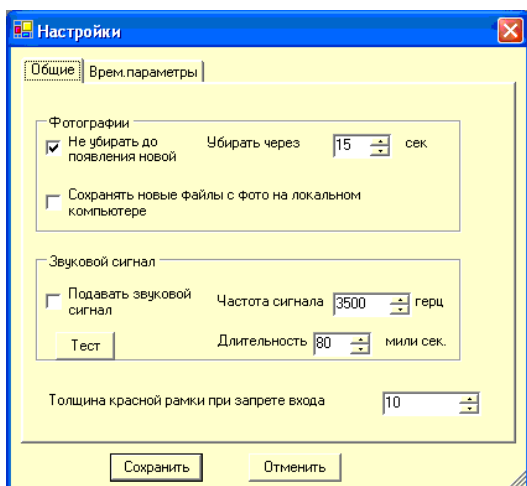 Настройки
Общие Врем.параметры
Фотографии
Не убирать до
появления новой
Убирать через 15 сек
Сохранять новые файлы с фото на локальном
компьютере
Звуковой сигнал
Подавать звуковой
сигнал
Частота сигнала 3500 герц
Тест
Длительность 80 мили сек.
Толщина красной рамки при запрете входа 10
Сохранить Отменить